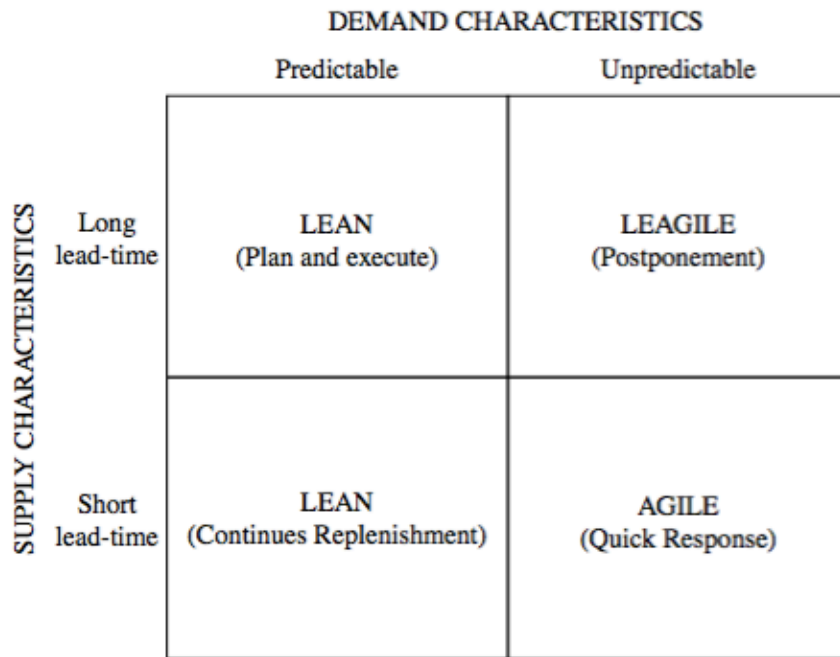 DEMAND CHARACTERISTICS
Predictable
Unpredictable
SUPPLY CHARACTERISTICS
Long
lead-time
LEAN
(Plan and execute)
LEAGILE
(Postponement)
Short
lead-time
LEAN
(Continues Replenishment)
AGILE
(Quick Response)